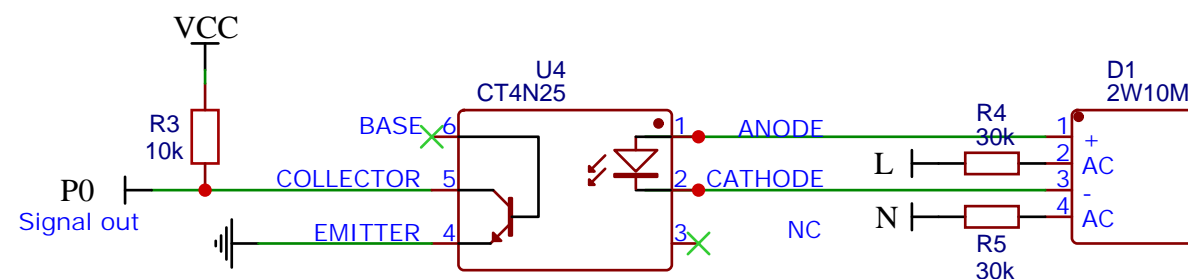 VCC
R3
10k
P0
Signal out
U4
CT4N25
BASE
6
COLLECTOR
5
EMITTER
4
1
ANODE
2
CATHODE
3
NC
L
R4
30k
N
R5
30k
D1
2W10M
1
+
2
AC
3
-
4
AC